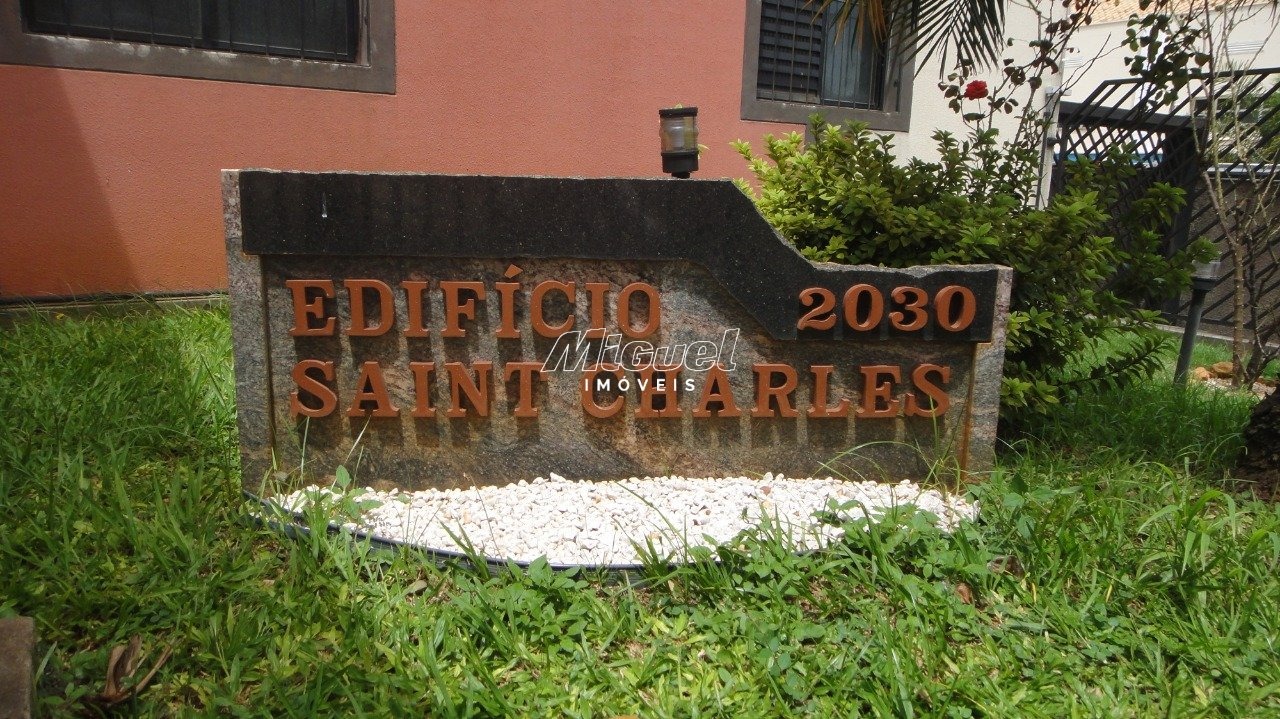 EDIFÍCIO 2030
SAINT CHARLES
Miguel
IMÓVEIS